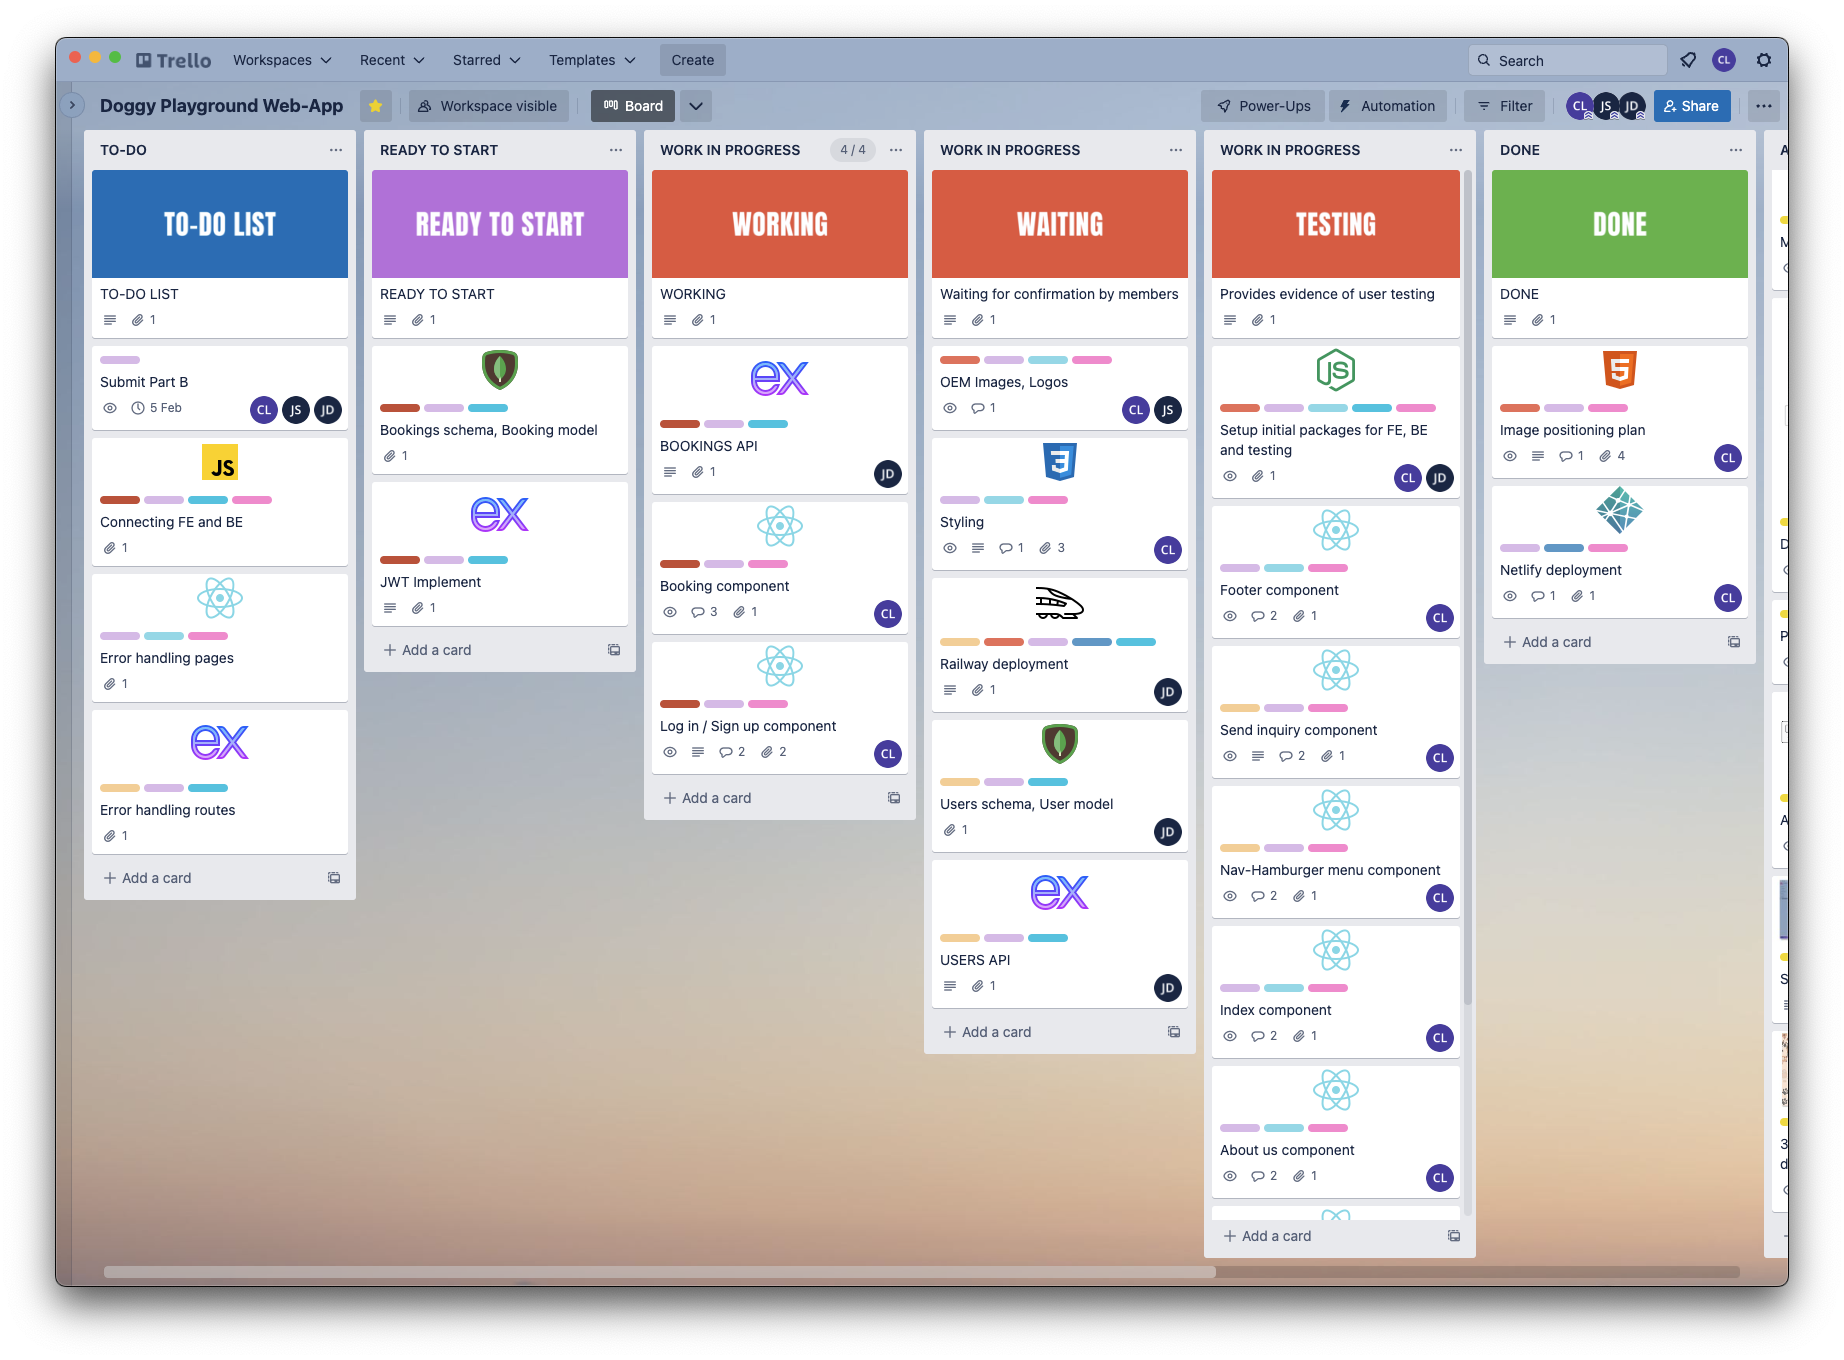 Trello
Workspaces
Recent
Starred
Templates
Create
Search
CL
Doggy Playground Web-App
Workspace visible
Board
Power-Ups
Automation
Filter
CL JS JD
Share
TO-DO
TO-DO LIST
TO-DO LIST
1
Submit Part B
5 Feb
CL JS JD
JS
Connecting FE and BE
1
Error handling pages
1
ex
Error handling routes
1
+ Add a card
READY TO START
READY TO START
READY TO START
1
Bookings schema, Booking model
1
ex
JWT Implement
1
+ Add a card
WORK IN PROGRESS
4 / 4
WORKING
WORKING
1
ex
BOOKINGS API
1
JD
Booking component
3 1
CL
Log in / Sign up component
2 2
CL
+ Add a card
WORK IN PROGRESS
WAITING
Waiting for confirmation by members
1
OEM Images, Logos
1
CL JS
3
Styling
1 3
CL
Railway deployment
1
JD
Users schema, User model
1
JD
ex
USERS API
1
JD
+ Add a card
WORK IN PROGRESS
TESTING
Provides evidence of user testing
1
JS
Setup initial packages for FE, BE
and testing
1
CL JD
Footer component
2 1
CL
Send inquiry component
2 1
CL
Nav-Hamburger menu component
2 1
CL
Index component
2 1
CL
About us component
2 1
CL
+ Add a card
DONE
DONE
DONE
1
5
Image positioning plan
1 4
CL
Netlify deployment
1 1
CL
+ Add a card